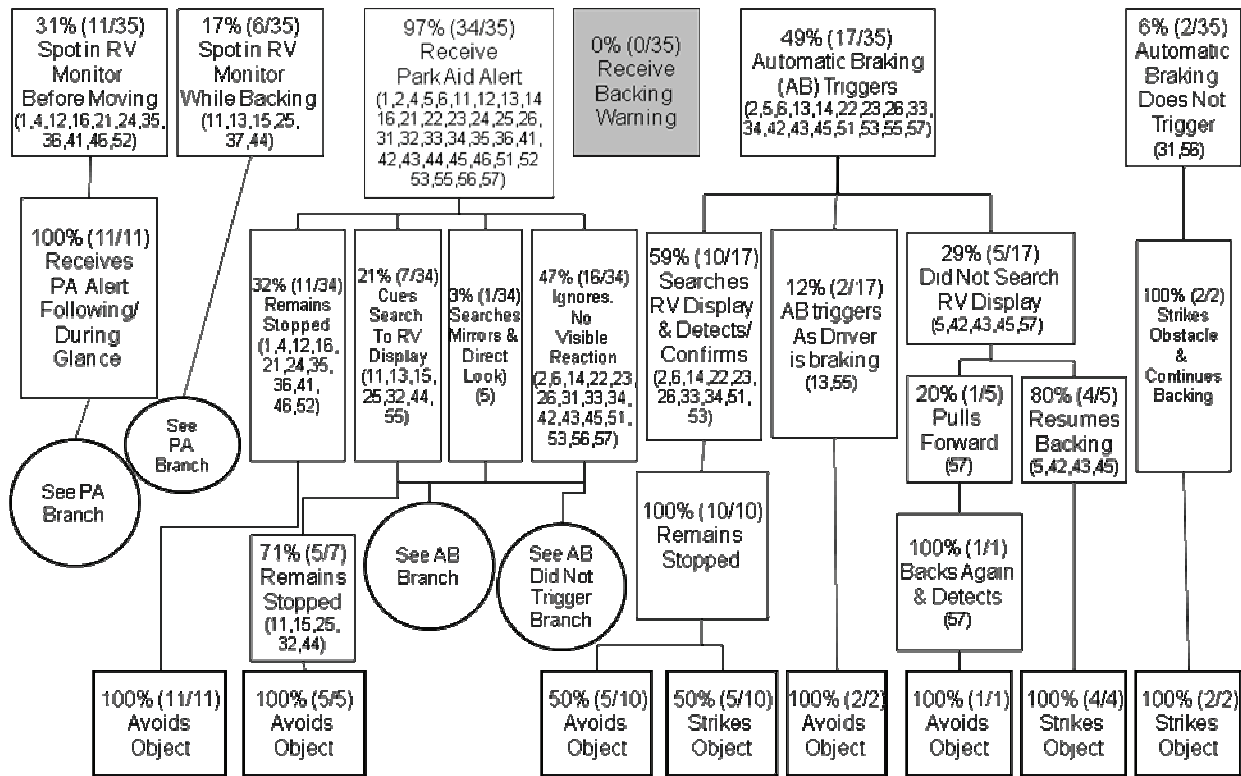 31% (11/35)
Spot in RV
Monitor
Before Moving
(1,4,12,16,21,24,35,
36,41,46,52)
17% (6/35)
Spot in RV
Monitor
While Backing
(11,13,15,25,
37,44)
97% (34/35)
Receive
Park Aid Alert
(1,2,4,5,6,11,12,13,14
16,21,22,23,24,25,26,
31,32,33,34,35,36,41,
42,43,44,45,46,51,52
53,55,56,57)
0% (0/35)
Receive
Backing
Warning
49% (17/35)
Automatic Braking
(AB) Triggers
(2,5,6,13,14,22,23,26,33,
34,42,43,45,51,53,55,57)
6% (2/35)
Automatic
Braking
Does Not
Trigger
(31,56)
100% (11/11)
Receives
PA Alert
Following/
During
Glance
32% (11/34)
Remains
Stopped
(1,4,12,16,
21,24,35,
36,41,
46,52)
21% (7/34)
Cues
Search
To RV
Display
(11,13,15,
25,32,44,
55)
3% (1/34)
Searches
Mirrors &
Direct
Look)
(5)
47% (16/34)
Ignores.
No
Visible
Reaction
(2,6,14,22,23,
26,31,33,34,
42,43,45,51,
53,56,57)
59% (10/17)
Searches
RV Display
& Detects/
Confirms
(2,6,14,22,23,
26,33,34,51,
53)
12% (2/17)
AB triggers
As Driver
is braking
(13,55)
29% (5/17)
Did Not Search
RV Display
(5,42,43,45,57)
100% (2/2)
Strikes
Obstacle
&
Continues
Backing
20% (1/5)
Pulls
Forward
(57)
80% (4/5)
Resumes
Backing
(5,42,43,45)
See PA
Branch
See
PA
Branch
71% (5/7)
Remains
Stopped
(11,15,25,
32,44)
See AB
Branch
See AB
Did Not
Trigger
Branch
100% (10/10)
Remains
Stopped
100% (1/1)
Backs Again
& Detects
(57)
100% (11/11)
Avoids
Object
100% (5/5)
Avoids
Object
50% (5/10)
Avoids
Object
50% (5/10)
Strikes
Object
100% (2/2)
Avoids
Object
100% (1/1)
Avoids
Object
100% (4/4)
Strikes
Object
100% (2/2)
Strikes
Object